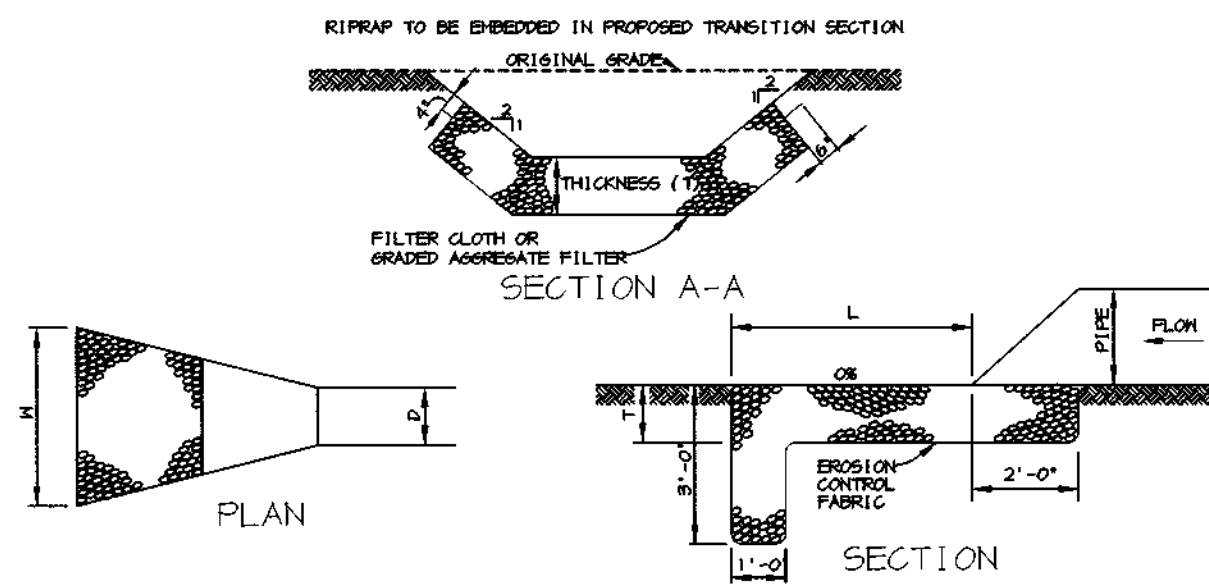 RIPRAP TO BE EMBEDDED IN PROPOSED TRANSITION SECTION
ORIGINAL GRADE
4"
2
1
2
1
6"
THICKNESS (T)
FILTER CLOTH OR
GRADED AGGREGATE FILTER
SECTION A-A
W
D
PLAN
L
PIPE
FLOW
0%
T
3'-0"
EROSION
CONTROL
FABRIC
2'-0"
1'-0
SECTION